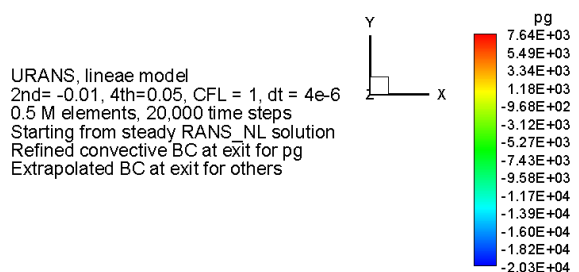 URANS, lineae model
2nd= -0.01, 4th=0.05, CFL = 1, dt = 4e-6
0.5 M elements, 20,000 time steps
Starting from steady RANS_NL solution
Refined convective BC at exit for pg
Extrapolated BC at exit for others
Y
Z
X
pg
7.64E+03
5.49E+03
3.34E+03
1.18E+03
-9.68E+02
-3.12E+03
-5.27E+03
-7.43E+03
-9.58E+03
-1.17E+04
-1.39E+04
-1.60E+04
-1.82E+04
-2.03E+04